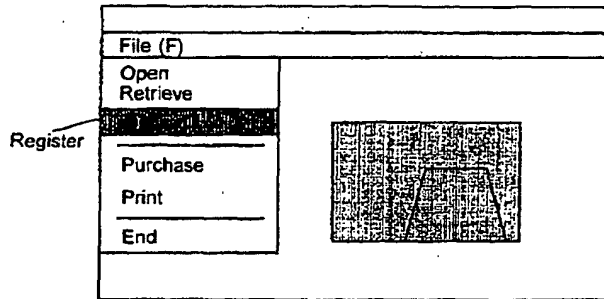 File (F)
Open
Retrieve
Register
Purchase
Print
End